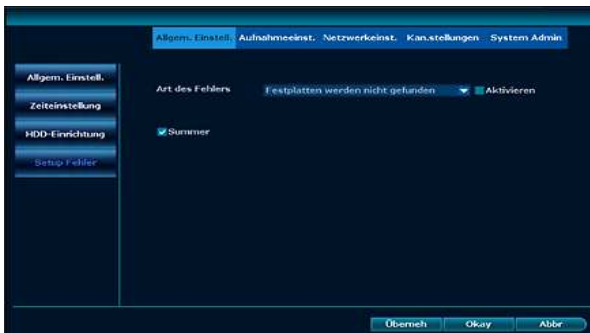 Allgem. Einstell. Aufnahmeeinst. Netzwerkeinst. Kan.stellungen System Admin
Allgem. Einstell.
Zeiteinstellung
HDD-Einrichtung
Setup Fehler
Art des Fehlers Festplatten werden nicht gefunden Aktivieren
Summer
Überneh Okay Abbr